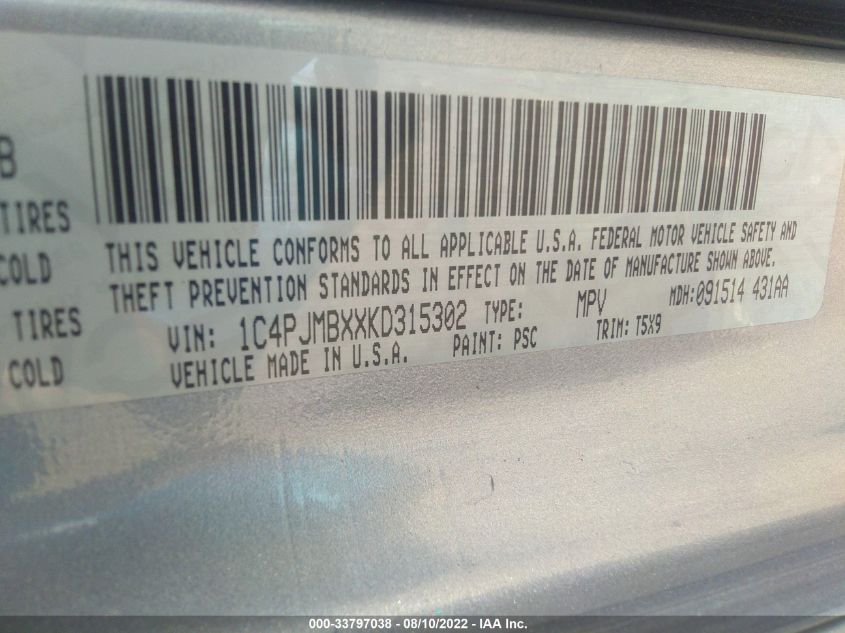 B
TIRES
COLD
TIRES
COLD
THIS VEHICLE CONFORMS TO ALL APPLICABLE U.S.A. FEDERAL MOTOR VEHICLE SAFETY AND
THEFT PREVENTION STANDARDS IN EFFECT ON THE DATE OF MANUFACTURE SHOWN ABOVE.
VIN: 1C4PJMBXXKD315302 TYPE: MPV MDH:091514 431AA
VEHICLE MADE IN U.S.A. PAINT: PSC TRIM: T5X9
000-33797038 - 08/10/2022 - IAA Inc.